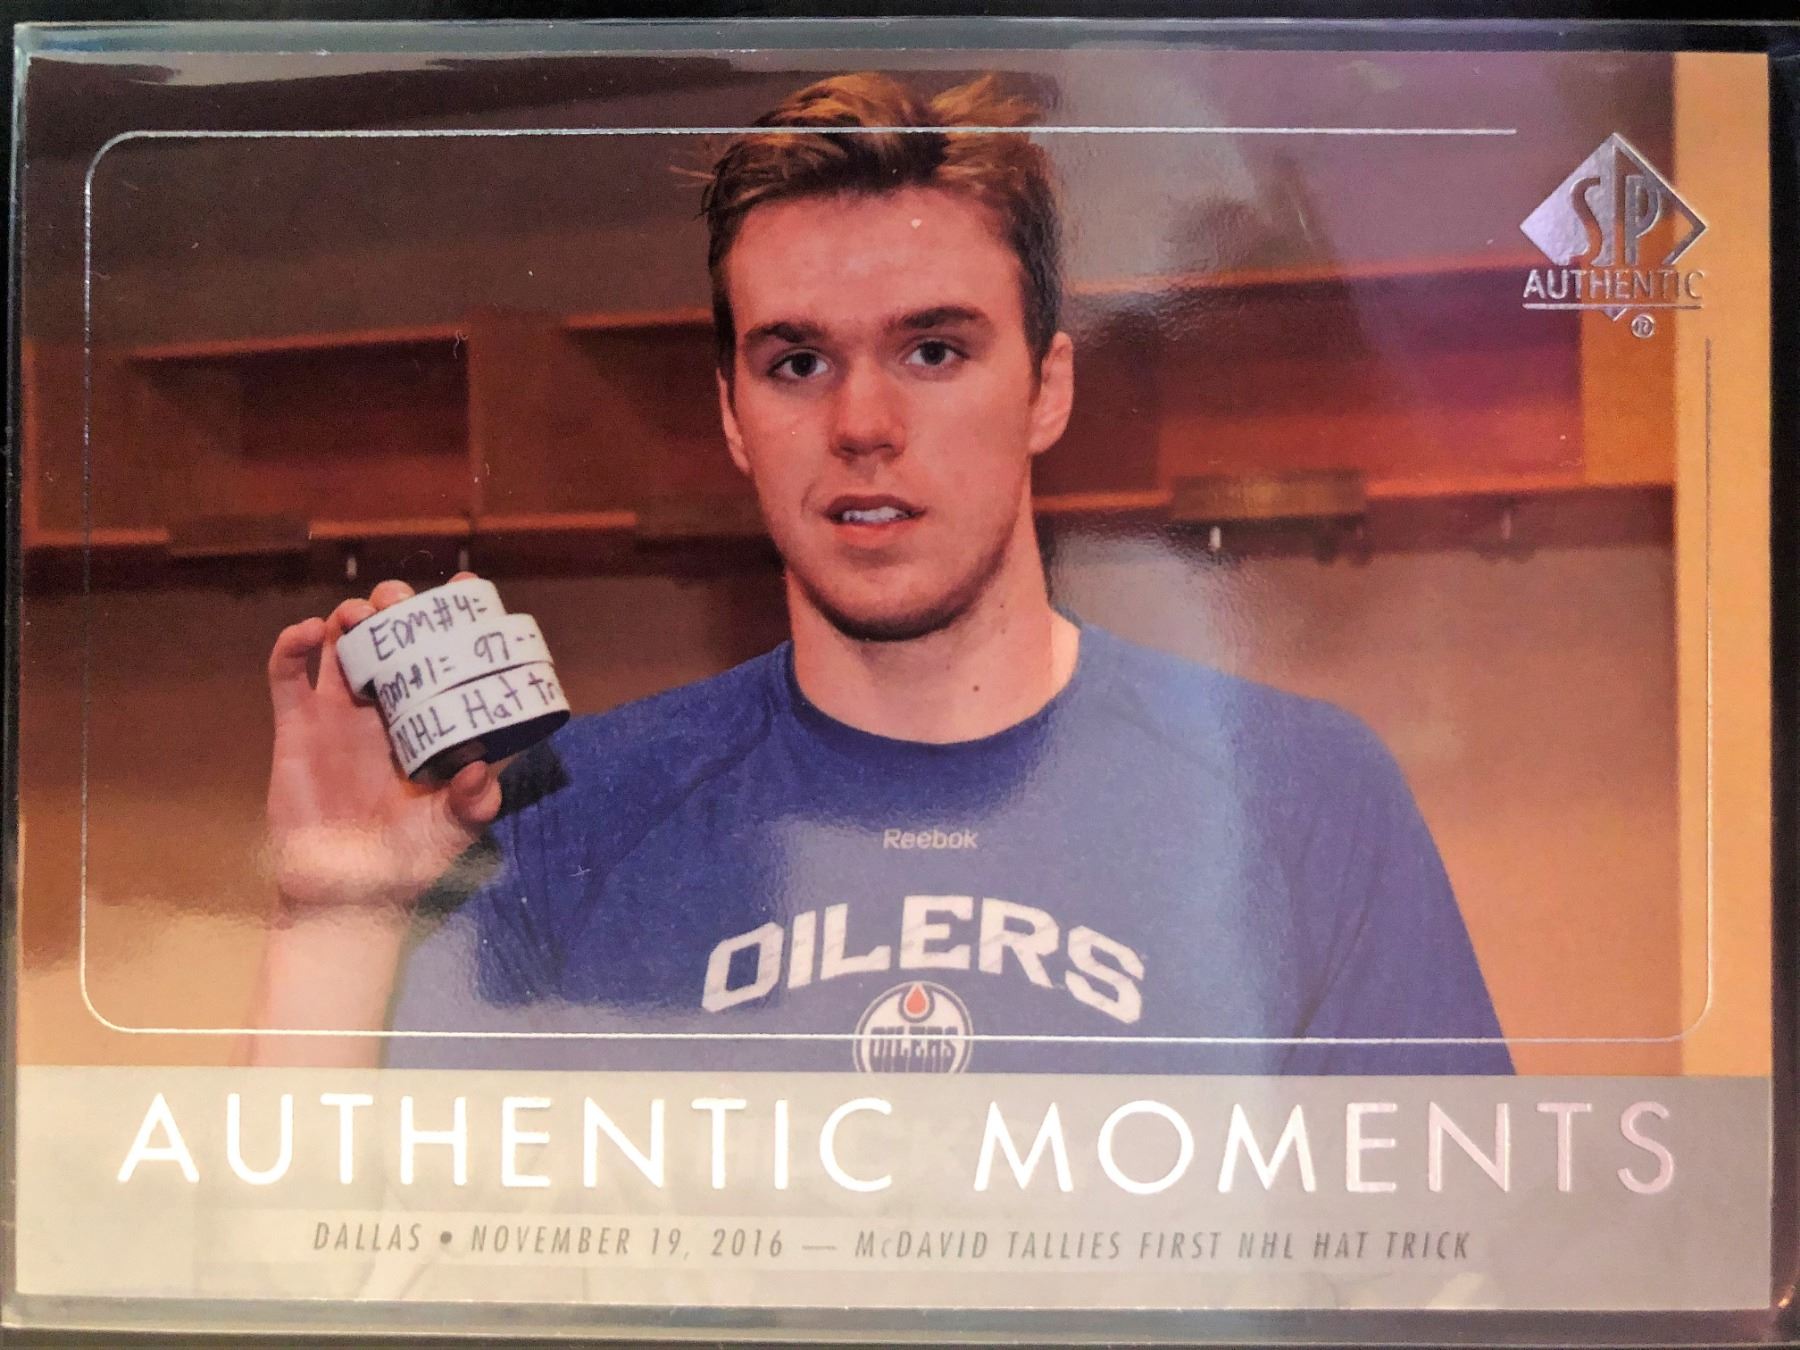 SP
AUTHENTIC
®
EDM#4=
EDM#1= 97--
NHL Hat
Reebok
OILERS
OILERS
AUTHENTIC MOMENTS
DALLAS • NOVEMBER 19, 2016 — McDAVID TALLIES FIRST NHL HAT TRICK